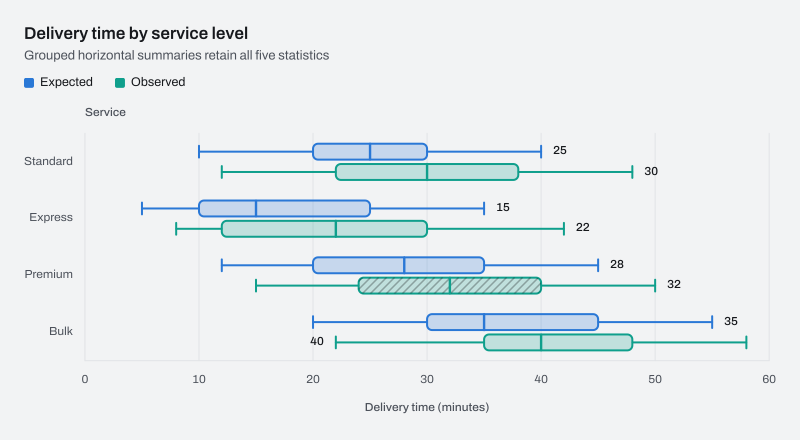 Delivery time by service level
Grouped horizontal summaries retain all five statistics
Expected Observed
Service
Standard 25
30
Express 15
22
Premium 28
32
Bulk 35
40
0 10 20 30 40 50 60
Delivery time (minutes)